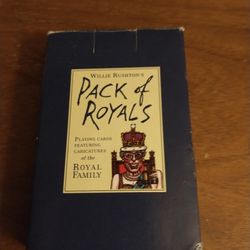 WILLIE RUSHTON'S
PACK of
ROYALS
PLAYING CARDS
FEATURING
CARICATURES
of the
ROYAL
FAMILY